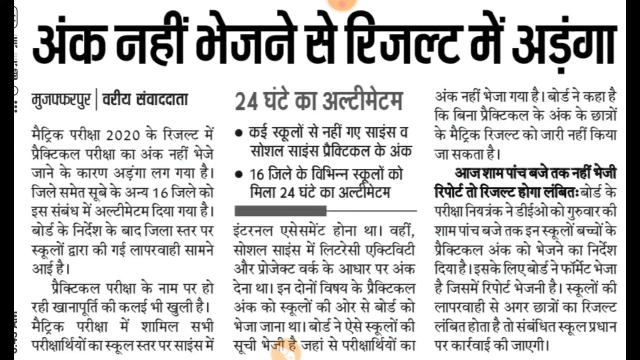 अंक नहीं भेजने से रिजल्ट में अड़ंगा
मुजफ्फरपुर | वरीय संवाददाता
मैट्रिक परीक्षा 2020 के रिजल्ट में
प्रैक्टिकल परीक्षा का अंक नहीं भेजे
जाने के कारण अड़ंगा लग गया है।
जिले समेत सूबे के अन्य 16 जिले को
इस संबंध में अल्टीमेटम दिया गया है।
बोर्ड के निर्देश के बाद जिला स्तर पर
स्कूलों द्वारा की गई लापरवाही सामने
आई है।
प्रैक्टिकल परीक्षा के नाम पर हो
रही खानापूर्ति की कलई भी खुली है।
मैट्रिक परीक्षा में शामिल सभी
परीक्षार्थियों का स्कूल स्तर पर साइंस में
24 घंटे का अल्टीमेटम
• कई स्कूलों से नहीं गए साइंस व
सोशल साइंस प्रैक्टिकल के अंक
• 16 जिले के विभिन्न स्कूलों को
मिला 24 घंटे का अल्टीमेटम
इंटरनल एसेसमेंट होना था। वहीं,
सोशल साइंस में लिटरेसी एक्टिविटी
और प्रोजेक्ट वर्क के आधार पर अंक
देना था। इन दोनों विषय के प्रैक्टिकल
अंक को स्कूलों की ओर से बोर्ड को
भेजा जाना था। बोर्ड ने ऐसे स्कूलों की
सूची भेजी है जहां से परीक्षार्थियों का
अंक नहीं भेजा गया है। बोर्ड ने कहा है
कि बिना प्रैक्टिकल के अंक के छात्रों
के मैट्रिक रिजल्ट को जारी नहीं किया
जा सकता है।
आज शाम पांच बजे तक नहीं भेजी
रिपोर्ट तो रिजल्ट होगा लंबितः बोर्ड के
परीक्षा नियत्रंक ने डीईओ को गुरुवार की
शाम पांच बजे तक इन स्कूलों बच्चों के
प्रैक्टिकल अंक को भेजने का निर्देश
दिया है। इसके लिए बोर्ड ने फॉर्मेट भेजा
है जिसमें रिपोर्ट भेजनी है। स्कूलों की
लापरवाही से अगर छात्रों का रिजल्ट
लंबित होता है तो संबंधित स्कूल प्रधान
पर कार्रवाई की जाएगी।